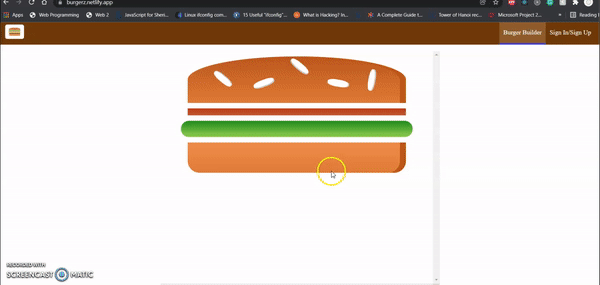 burgerz.netlify.app
Apps Web Programming Web 2 JavaScript for Sheni... Linux ifconfig comm... 15 Useful "ifconfig"... What is Hacking? In... A Complete Guide t... Tower of Hanoi recu... Microsoft Project 2... Reading l
Burger Builder Sign In/Sign Up
RECORDED WITH
SCREENCAST MATIC